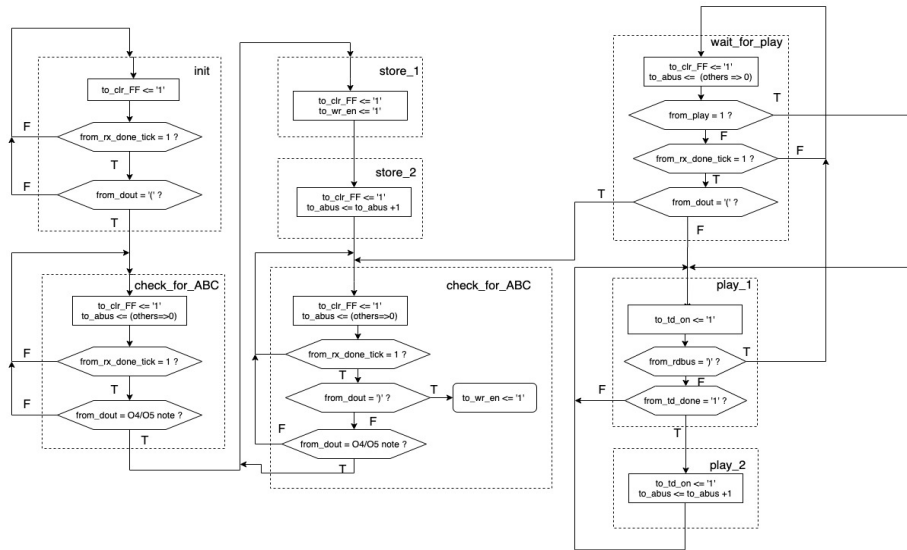 init
to_clr_FF <= '1'
F
from_rx_done_tick = 1 ?
T
F
from_dout = '(' ?
T
check_for_ABC
to_clr_FF <= '1'
to_abus <= (others=>0)
F
from_rx_done_tick = 1 ?
T
F
from_dout = O4/O5 note ?
T
store_1
to_clr_FF <= '1'
to_wr_en <= '1'
store_2
to_clr_FF <= '1'
to_abus <= to_abus +1
check_for_ABC
to_clr_FF <= '1'
to_abus <= (others=>0)
from_rx_done_tick = 1 ?
T
from_dout = ')' ?
T
to_wr_en <= '1'
F
F
from_dout = O4/O5 note ?
T
wait_for_play
to_clr_FF <= '1'
to_abus <= (others => 0)
T
from_play = 1 ?
F
F
from_rx_done_tick = 1 ?
T
T
from_dout = '(' ?
F
play_1
to_td_on <= '1'
from_rdbus = ')' ?
T
F
F
from_td_done = '1' ?
T
play_2
to_td_on <= '1'
to_abus <= to_abus +1